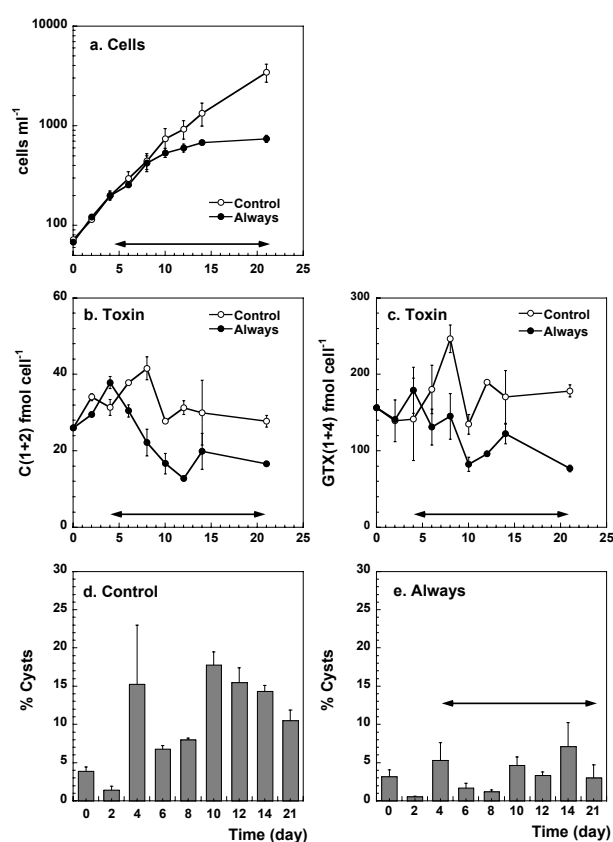 a. Cells
10000
1000
100
cells ml-1
Control
Always
0 5 10 15 20 25
b. Toxin
60
40
20
0
C(1+2) fmol cell-1
Control
Always
0 5 10 15 20 25
c. Toxin
300
200
100
0
GTX(1+4) fmol cell-1
Control
Always
0 5 10 15 20 25
d. Control
30
25
20
15
10
5
0
% Cysts
0 2 4 6 8 10 12 14 21
Time (day)
e. Always
30
25
20
15
10
5
0
% Cysts
0 2 4 6 8 10 12 14 21
Time (day)